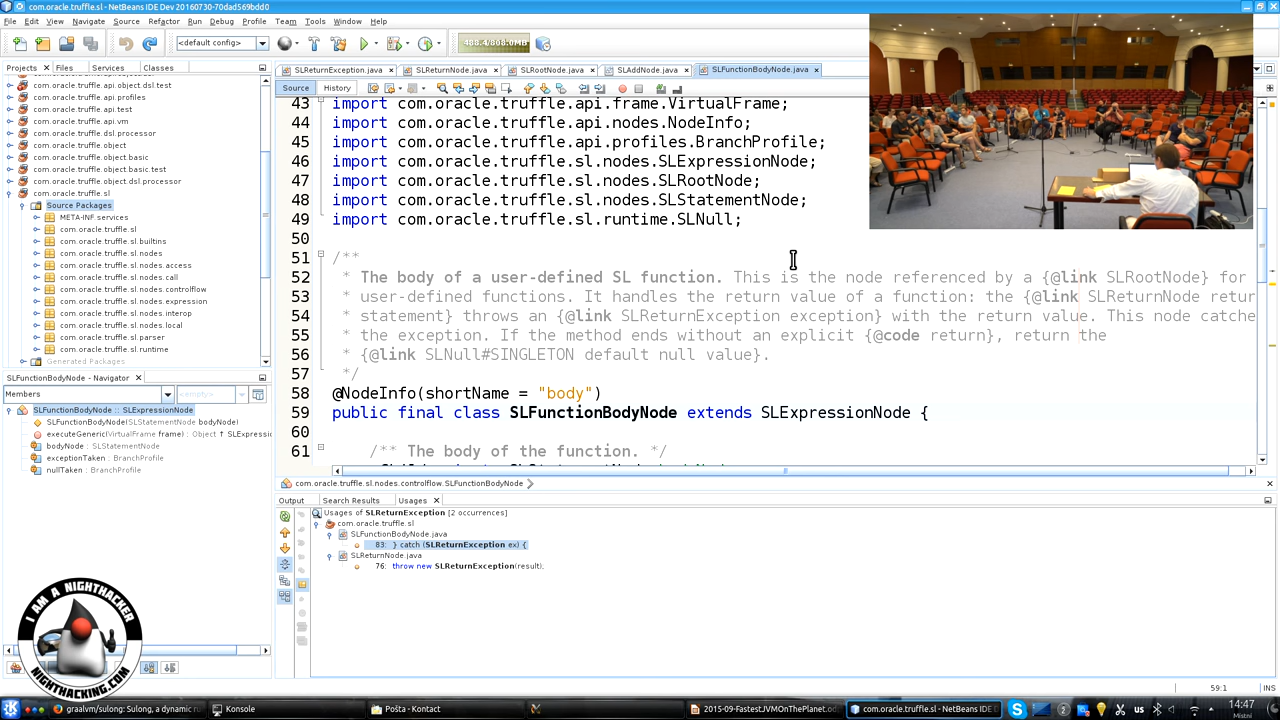 com.oracle.truffle.sl - NetBeans IDE Dev 20160730-70dad569bdd0
File Edit View Navigate Source Refactor Run Debug Profile Team Tools Window Help
<default config>
488.4/808.0MB
Projects Files Services Classes
com.oracle.truffle.api.dsl.test
com.oracle.truffle.api.profiles
com.oracle.truffle.api.test
com.oracle.truffle.api.vm
com.oracle.truffle.dsl.processor
com.oracle.truffle.object
com.oracle.truffle.object.basic
com.oracle.truffle.object.basic.test
com.oracle.truffle.object.dsl.processor
com.oracle.truffle.sl
Source Packages
META-INF.services
com.oracle.truffle.sl
com.oracle.truffle.sl.builtins
com.oracle.truffle.sl.nodes
com.oracle.truffle.sl.nodes.access
com.oracle.truffle.sl.nodes.call
com.oracle.truffle.sl.nodes.controlflow
com.oracle.truffle.sl.nodes.expression
com.oracle.truffle.sl.nodes.interop
com.oracle.truffle.sl.nodes.local
com.oracle.truffle.sl.parser
com.oracle.truffle.sl.runtime
Generated Packages
SLFunctionBodyNode - Navigator
Members
<empty>
SLFunctionBodyNode :: SLExpressionNode
SLFunctionBodyNode(SLStatementNode bodyNode)
executeGeneric(VirtualFrame frame) : Object ↑ SLExpressio
bodyNode : SLStatementNode
exceptionTaken : BranchProfile
nullTaken : BranchProfile
SLReturnException.java SLReturnNode.java SLRootNode.java SLAddNode.java SLFunctionBodyNode.java
Source History
43 import com.oracle.truffle.api.frame.VirtualFrame;
44 import com.oracle.truffle.api.nodes.NodeInfo;
45 import com.oracle.truffle.api.profiles.BranchProfile;
46 import com.oracle.truffle.sl.nodes.SLExpressionNode;
47 import com.oracle.truffle.sl.nodes.SLRootNode;
48 import com.oracle.truffle.sl.nodes.SLStatementNode;
49 import com.oracle.truffle.sl.runtime.SLNull;
50
51 /**
52 * The body of a user-defined SL function. This is the node referenced by a {@link SLRootNode} for
53 * user-defined functions. It handles the return value of a function: the {@link SLReturnNode retur
54 * statement} throws an {@link SLReturnException exception} with the return value. This node catche
55 * the exception. If the method ends without an explicit {@code return}, return the
56 * {@link SLNull#SINGLETON default null value}.
57 */
58 @NodeInfo(shortName = "body")
59 public final class SLFunctionBodyNode extends SLExpressionNode {
60
61 /** The body of the function. */
com.oracle.truffle.sl.nodes.controlflow.SLFunctionBodyNode
Output Search Results Usages
Usages of SLReturnException [2 occurrences]
com.oracle.truffle.sl
SLFunctionBodyNode.java
83: } catch (SLReturnException ex) {
SLReturnNode.java
76: throw new SLReturnException(result);
I AM A NIGHTHACKER
NIGHTHACKING.COM
59:1 INS
graalvm/sulong: Sulong, a dynamic ru
Konsole
Pošta - Kontact
2015-09-FastestJVMOnThePlanet.od
com.oracle.truffle.sl - NetBeans IDE D
14:47
Místní